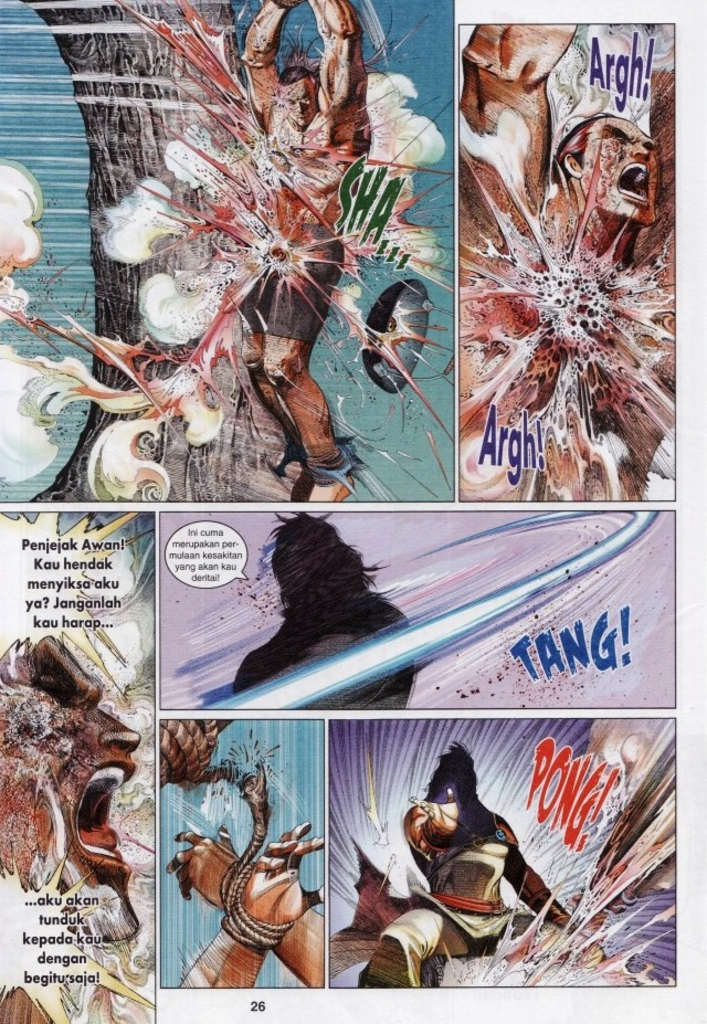 SHA...
Argh!
Argh!
Penjejak Awan!
Kau hendak
menyiksa aku
ya? Janganlah
kau harap...
...aku akan
tunduk
kepada kau
dengan
begitu saja!
Ini cuma
merupakan per-
mulaan kesakitan
yang akan kau
deritai!
TANG!
PONG!
26